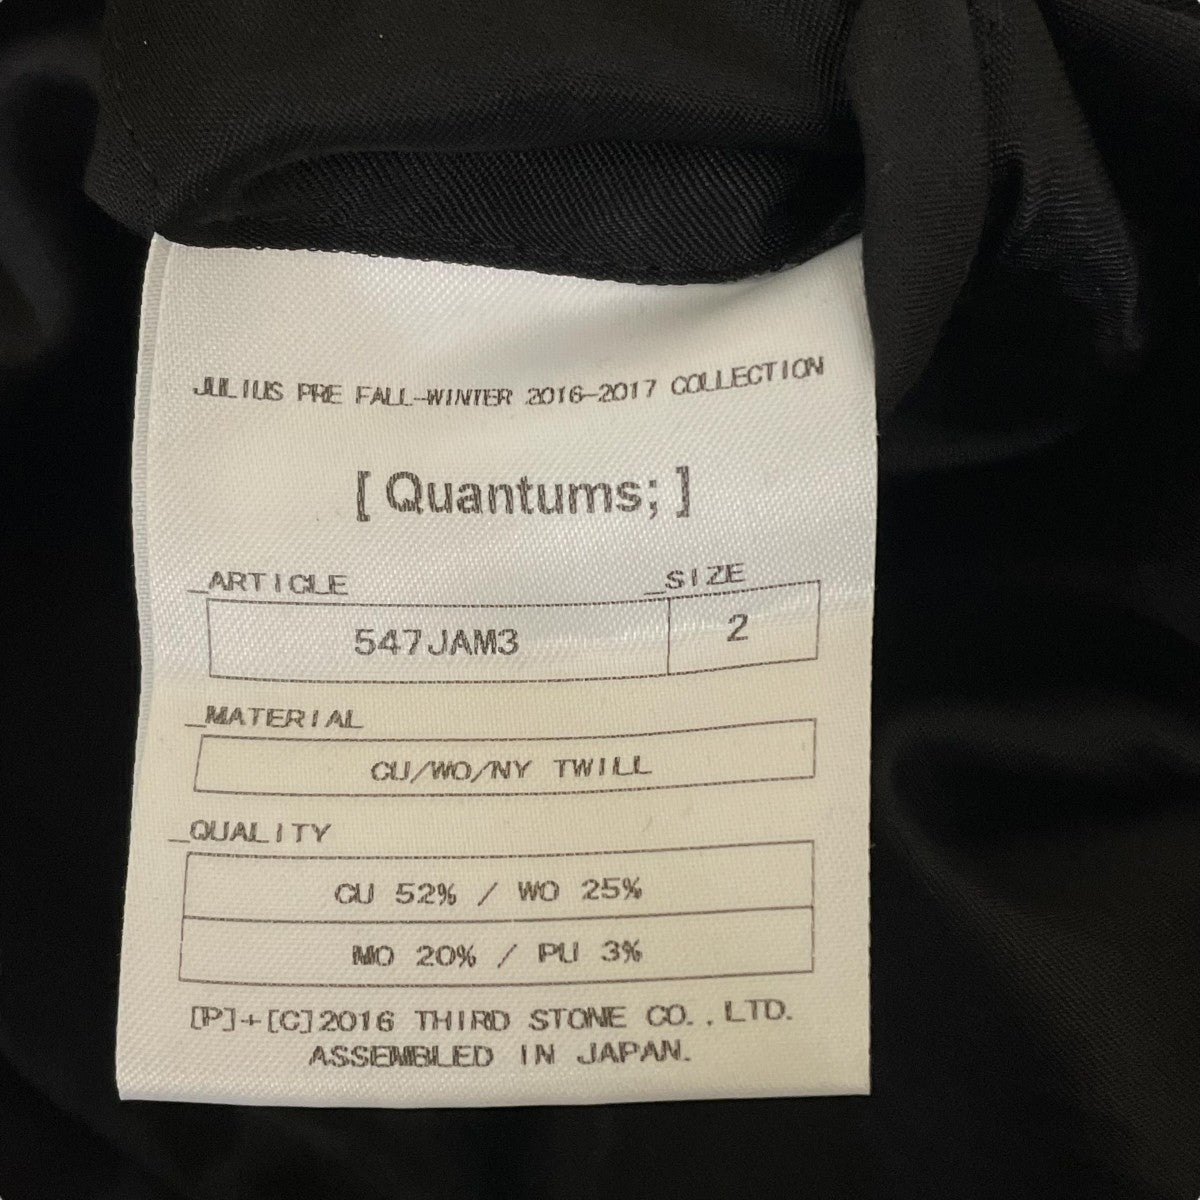 JULIUS PRE FALL-WINTER 2016-2017 COLLECTION
[ Quantums; ]
_ARTICLE _SIZE
547JAM3 2
_MATERIAL
CU/WO/NY TWILL
_QUALITY
CU 52% / WO 25%
MO 20% / PU 3%
[P]+[C]2016 THIRD STONE CO.,LTD.
ASSEMBLED IN JAPAN.